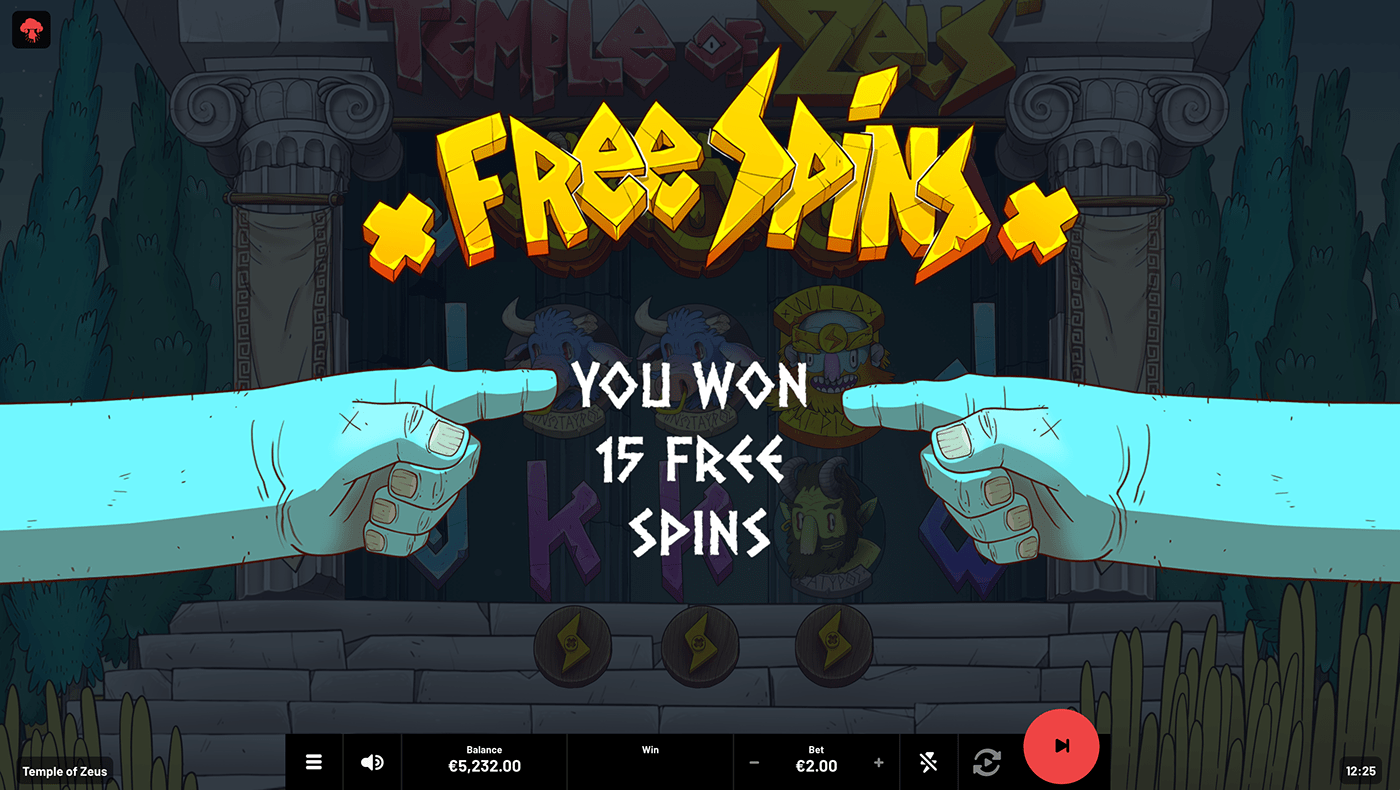 Temple of Zeus
FREE SPINS
YOU WON
15 FREE
SPINS
K K
Balance
€5,232.00
Win
Bet
€2.00
Temple of Zeus
12:25